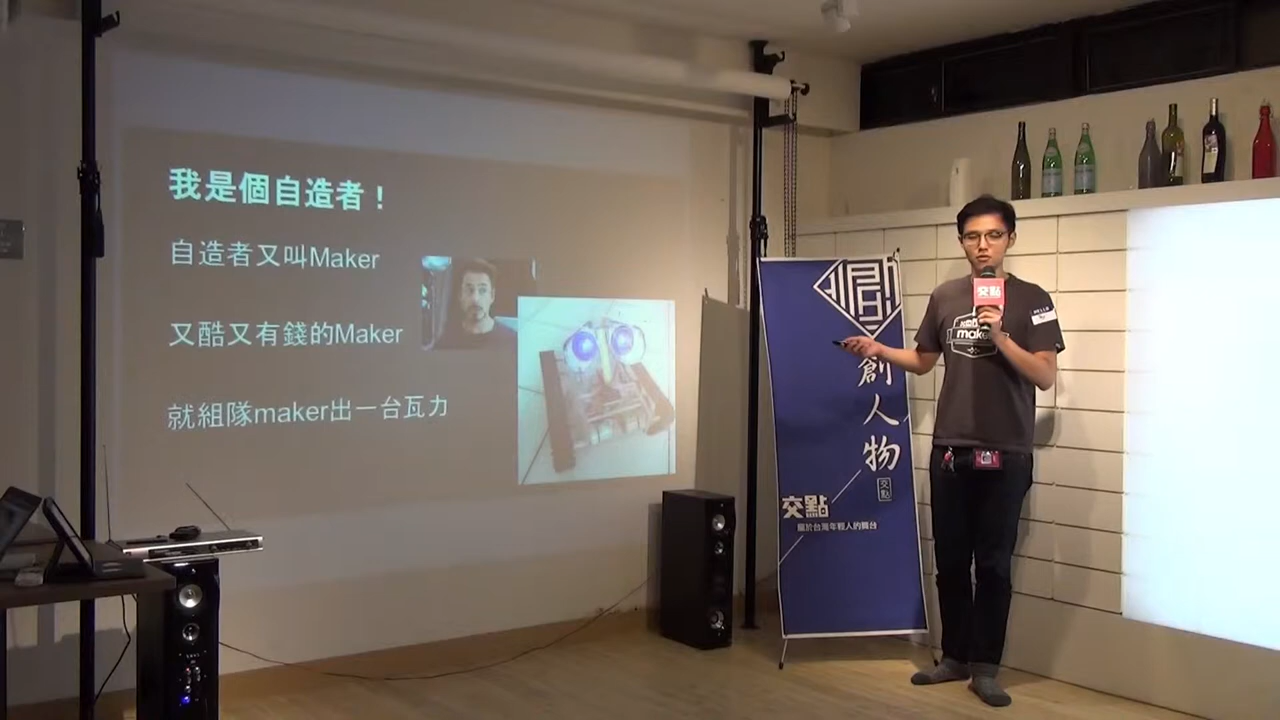 我是個自造者！
自造者又叫Maker
又酷又有錢的Maker
就組隊maker出一台瓦力
創人物
交點
交點
屬於台灣年輕人的舞台
交點
HELLO
make